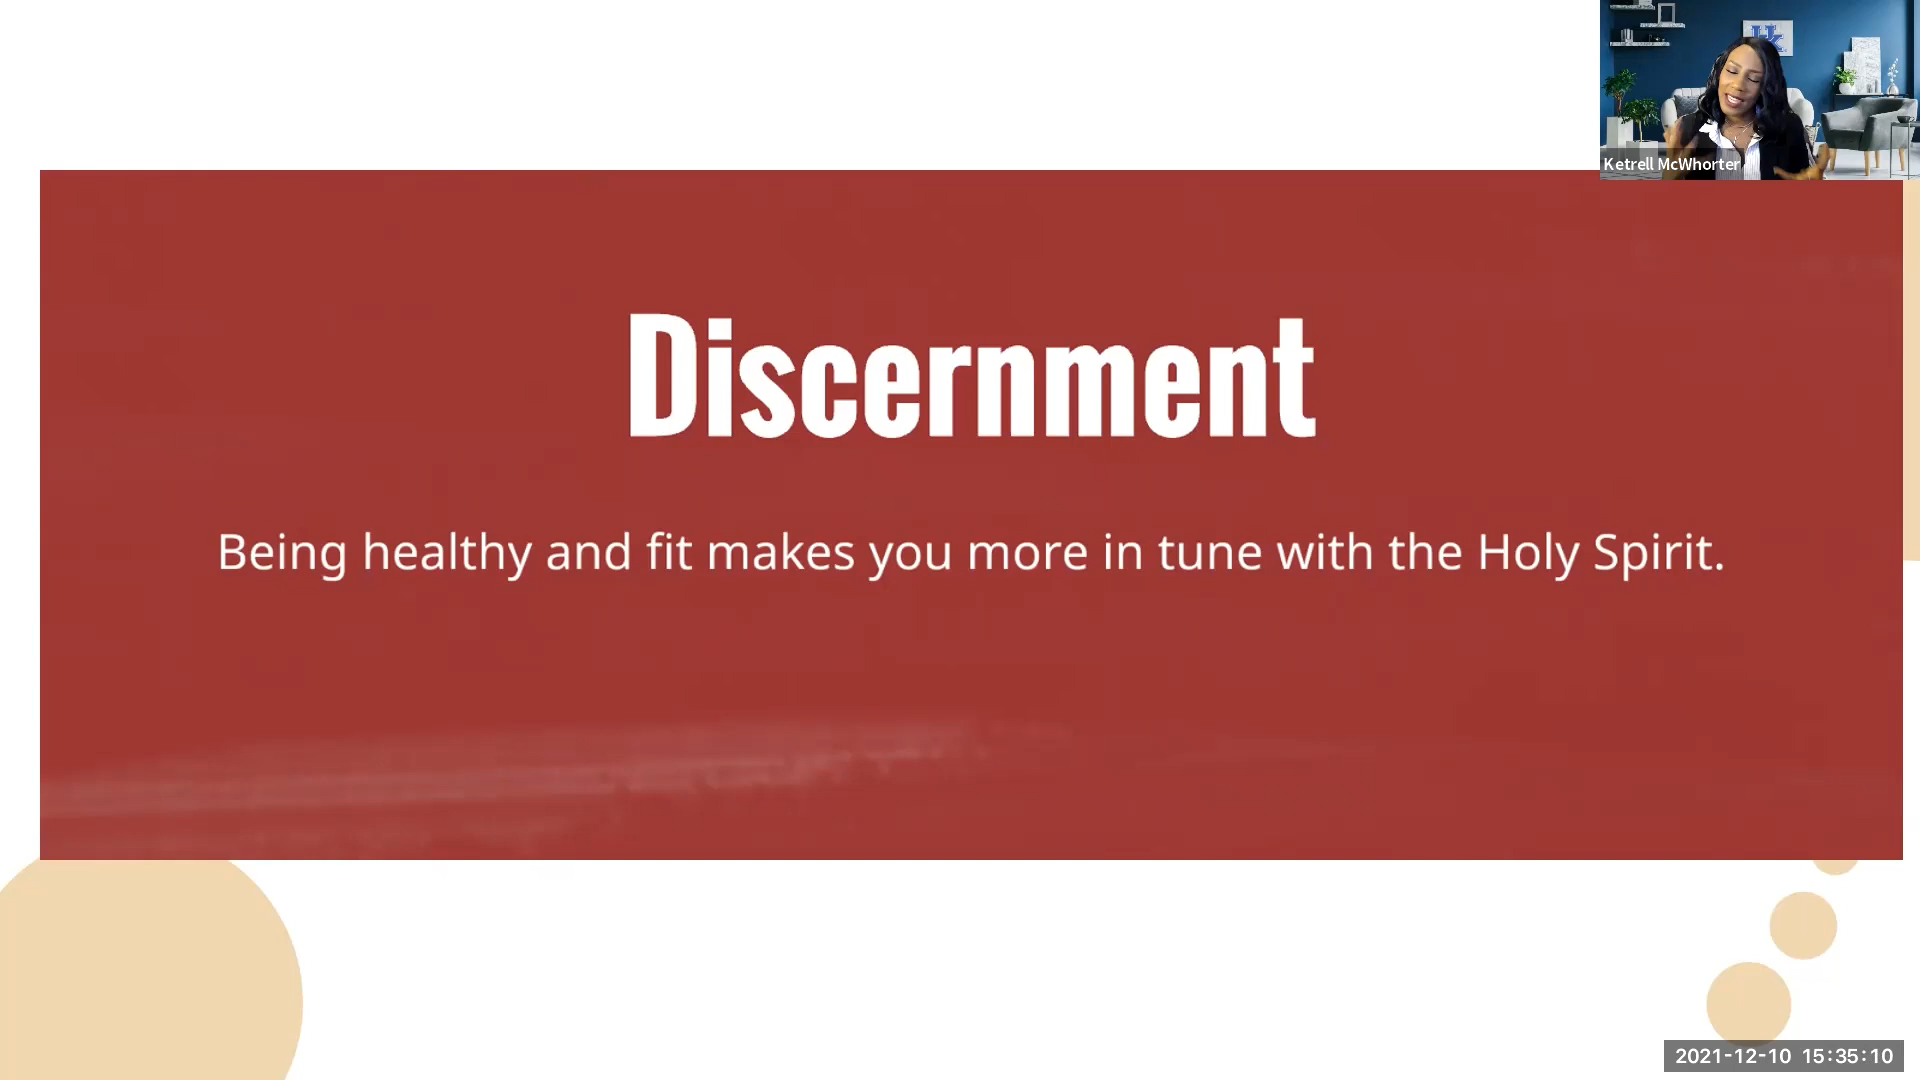 UK
Ketrell McWhorter
Discernment
Being healthy and fit makes you more in tune with the Holy Spirit.
2021-12-10 15:35:10